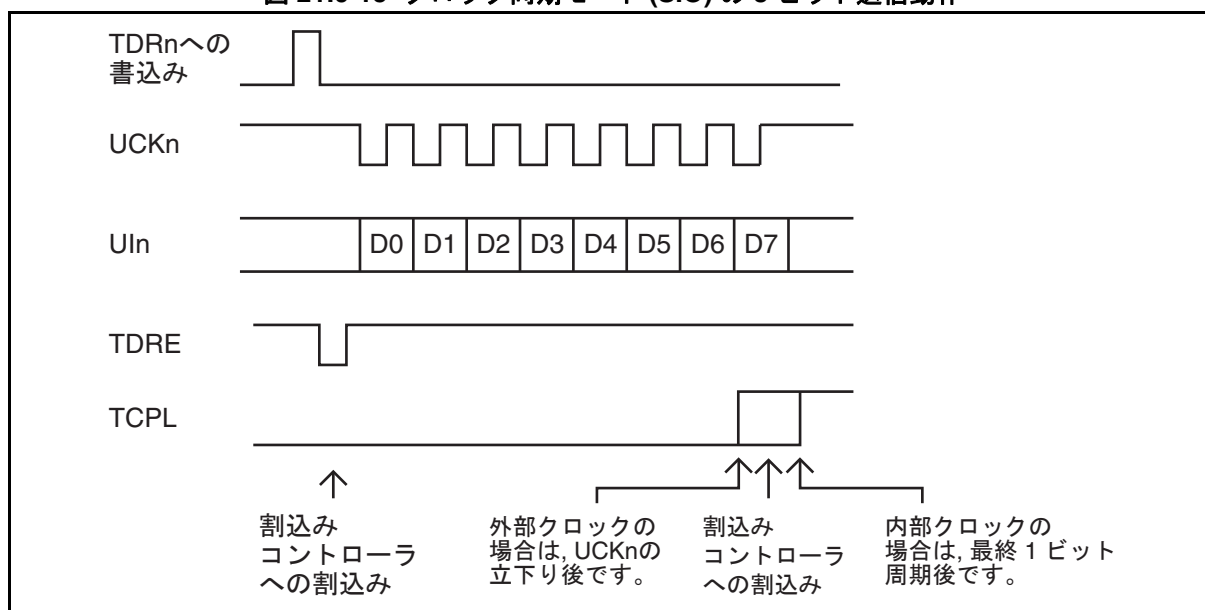 TDRnへの
書込み
UCKn
UIn
D0 D1 D2 D3 D4 D5 D6 D7
TDRE
TCPL
割込み
コントローラ
への割込み
外部クロックの
場合は, UCKnの
立下り後です。
割込み
コントローラ
への割込み
内部クロックの
場合は, 最終 1 ビット
周期後です。